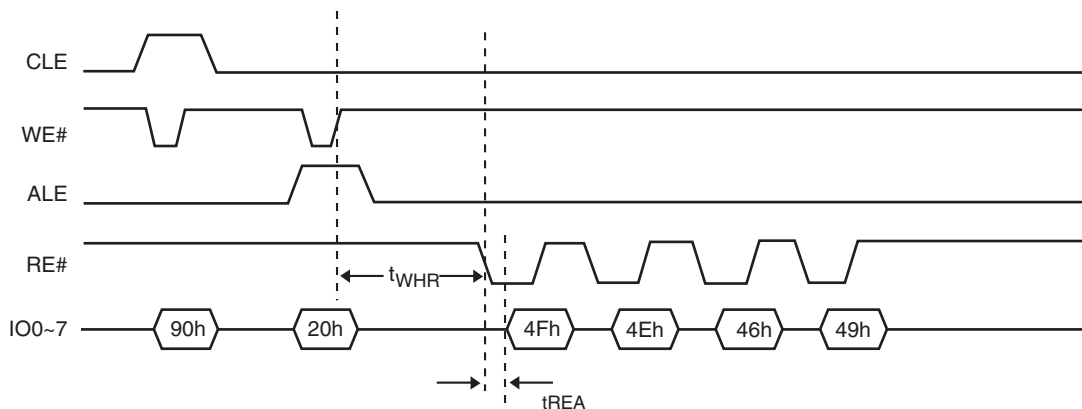 CLE
WE#
ALE
RE#
tWHR
IO0~7
90h
20h
4Fh
4Eh
46h
49h
tREA